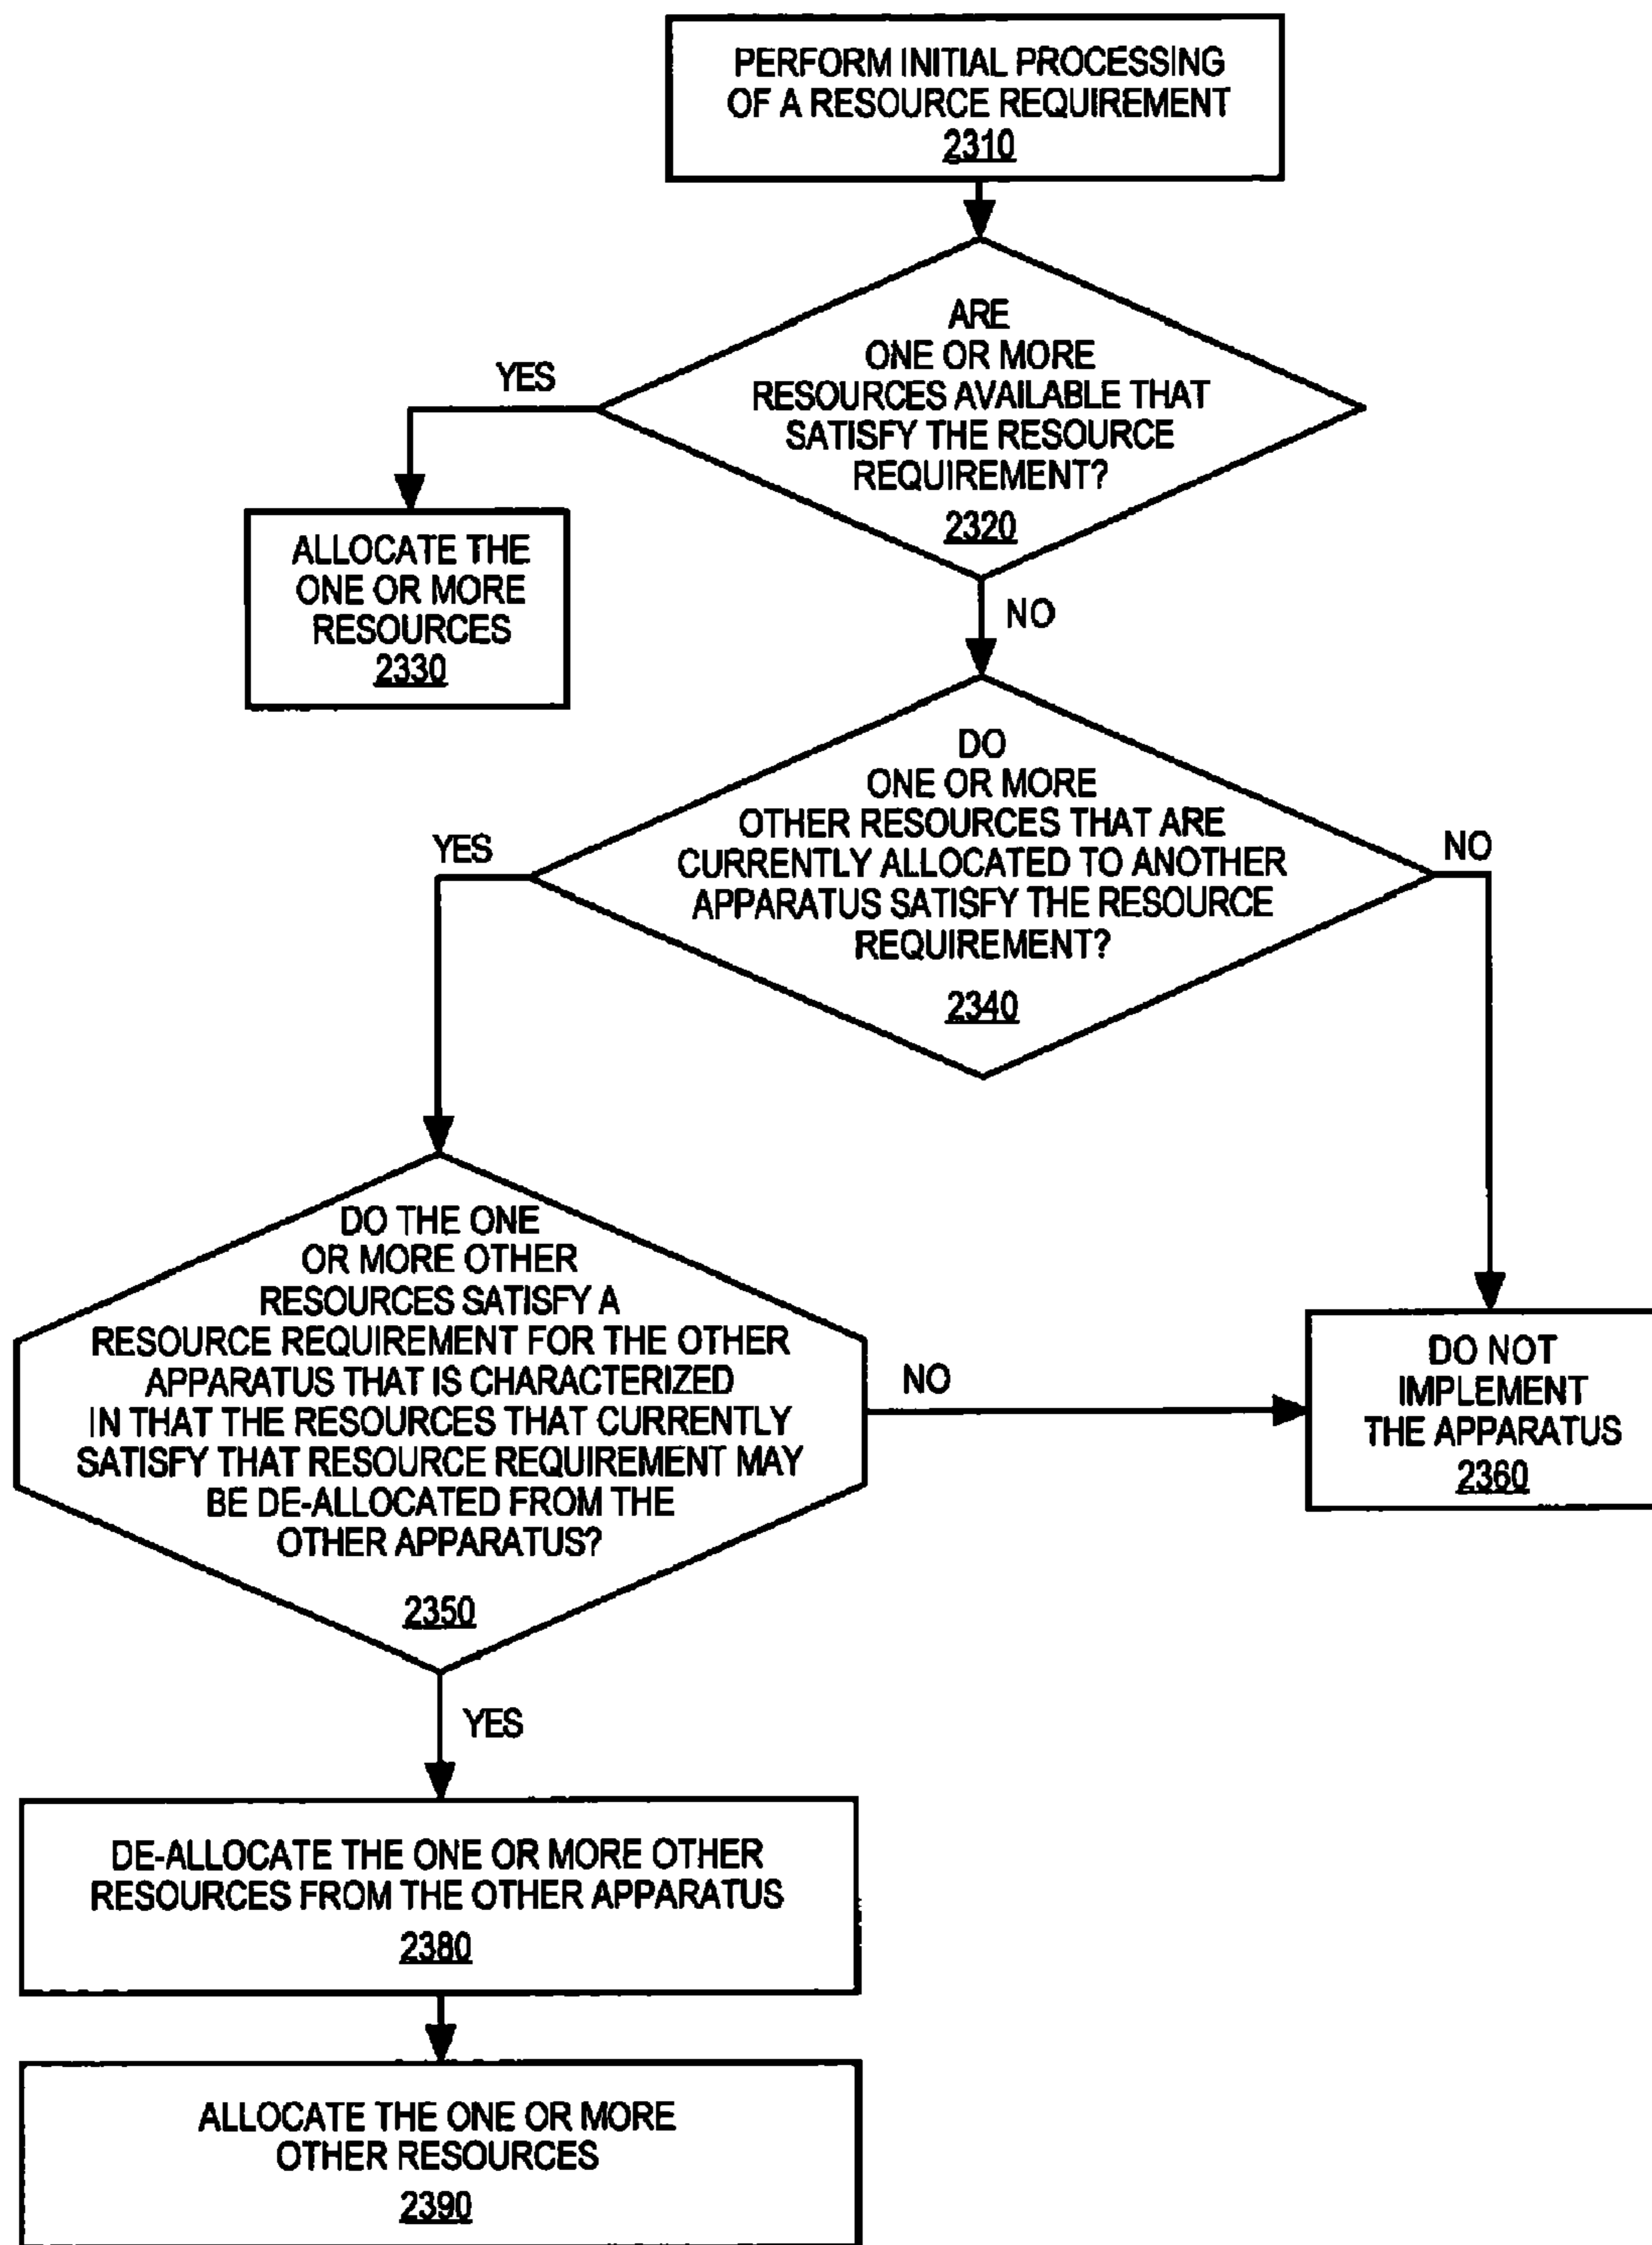 PERFORM INITIAL PROCESSING
OF A RESOURCE REQUIREMENT
2310
ARE
ONE OR MORE
RESOURCES AVAILABLE THAT
SATISFY THE RESOURCE
REQUIREMENT?
2320
YES
ALLOCATE THE
ONE OR MORE
RESOURCES
2330
NO
DO
ONE OR MORE
OTHER RESOURCES THAT ARE
CURRENTLY ALLOCATED TO ANOTHER
APPARATUS SATISFY THE RESOURCE
REQUIREMENT?
2340
YES
NO
DO THE ONE
OR MORE OTHER
RESOURCES SATISFY A
RESOURCE REQUIREMENT FOR THE OTHER
APPARATUS THAT IS CHARACTERIZED
IN THAT THE RESOURCES THAT CURRENTLY
SATISFY THAT RESOURCE REQUIREMENT MAY
BE DE-ALLOCATED FROM THE
OTHER APPARATUS?
2350
NO
DO NOT
IMPLEMENT
THE APPARATUS
2360
YES
DE-ALLOCATE THE ONE OR MORE OTHER
RESOURCES FROM THE OTHER APPARATUS
2380
ALLOCATE THE ONE OR MORE
OTHER RESOURCES
2390